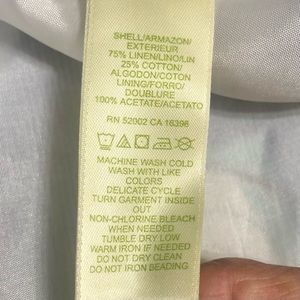 SHELL/ARMAZON/
EXTERIEUR
75% LINEN/LINO/LIN
25% COTTON/
ALGODON/COTON
LINING/FORRO/
DOUBLURE
100% ACETATE/ACETATO
RN 52002 CA 16396
MACHINE WASH COLD
WASH WITH LIKE
COLORS
DELICATE CYCLE
TURN GARMENT INSIDE
OUT
NON-CHLORINE BLEACH
WHEN NEEDED
TUMBLE DRY LOW
WARM IRON IF NEEDED
DO NOT DRY CLEAN
DO NOT IRON BEADING